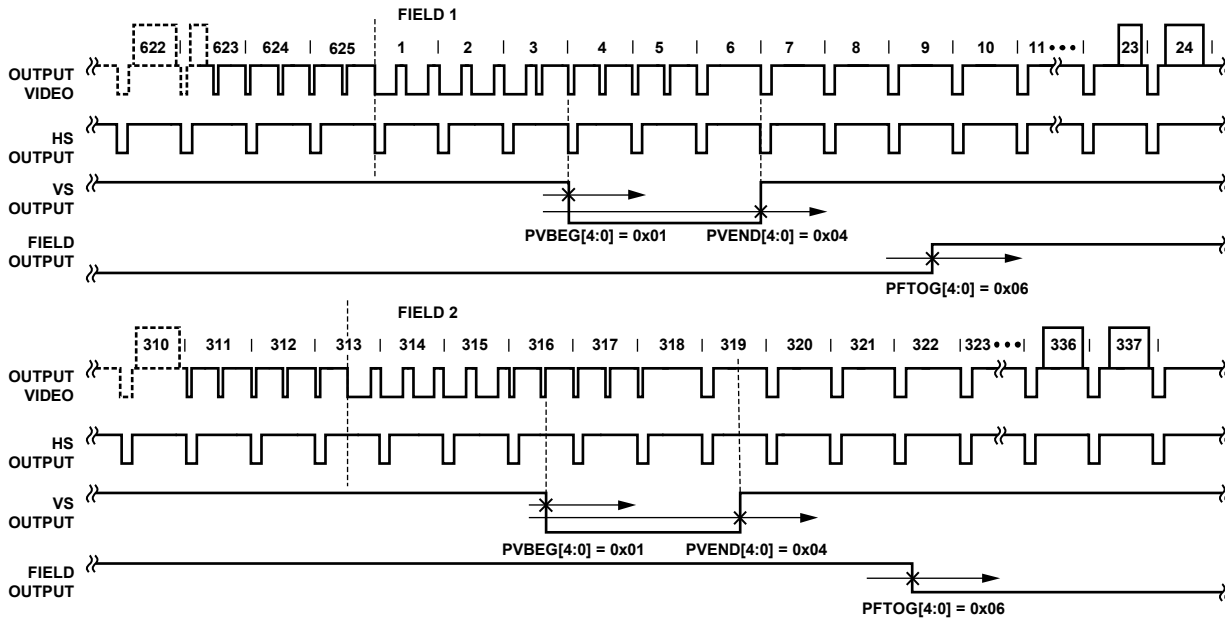 FIELD 1
622 | 623 | 624 | 625 | 1 | 2 | 3 | 4 | 5 | 6 | 7 | 8 | 9 | 10 | 11 ••• 23 | 24 |
OUTPUT
VIDEO
HS
OUTPUT
VS
OUTPUT
PVBEG[4:0] = 0x01 PVEND[4:0] = 0x04
FIELD
OUTPUT
PFTOG[4:0] = 0x06
FIELD 2
310 | 311 | 312 | 313 | 314 | 315 | 316 | 317 | 318 | 319 | 320 | 321 | 322 | 323 ••• 336 | 337 |
OUTPUT
VIDEO
HS
OUTPUT
VS
OUTPUT
PVBEG[4:0] = 0x01 PVEND[4:0] = 0x04
FIELD
OUTPUT
PFTOG[4:0] = 0x06